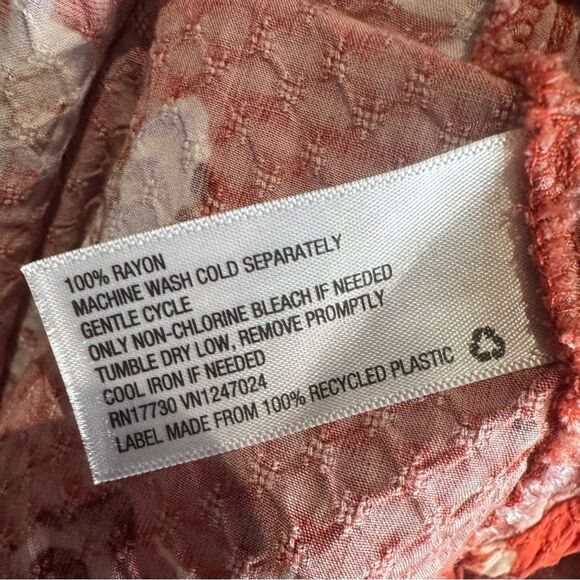 100% RAYON
MACHINE WASH COLD SEPARATELY
GENTLE CYCLE
ONLY NON-CHLORINE BLEACH IF NEEDED
TUMBLE DRY LOW, REMOVE PROMPTLY
COOL IRON IF NEEDED
RN17730 VN1247024
LABEL MADE FROM 100% RECYCLED PLASTIC